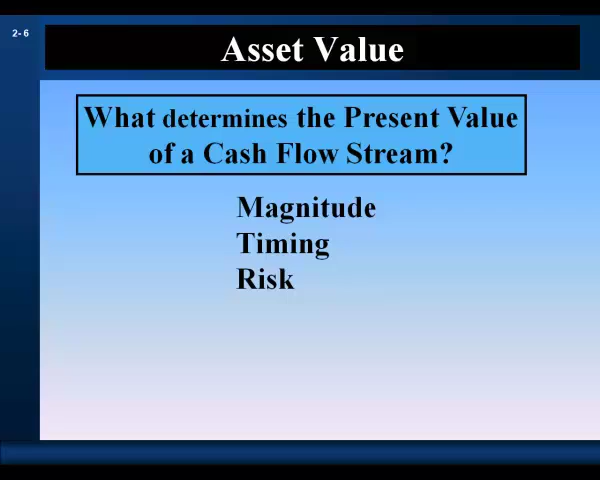 2-6
Asset Value
What determines the Present Value
of a Cash Flow Stream?
Magnitude
Timing
Risk